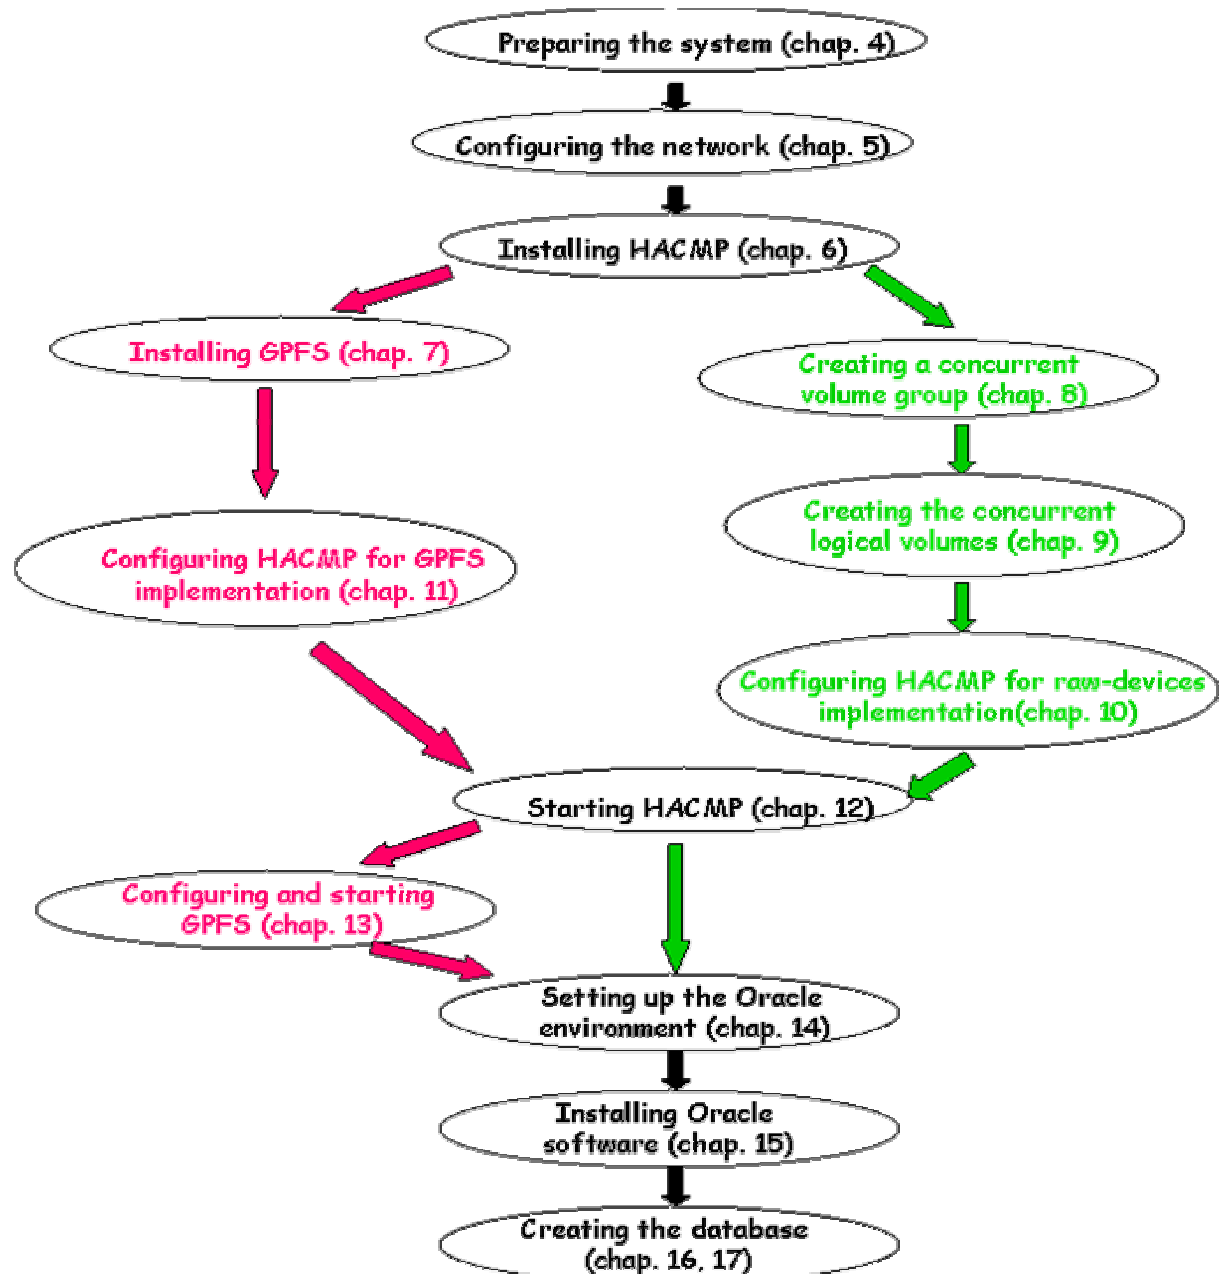 Preparing the system (chap. 4)
Configuring the network (chap. 5)
Installing HACMP (chap. 6)
Installing GPFS (chap. 7)
Creating a concurrent
volume group (chap. 8)
Creating the concurrent
logical volumes (chap. 9)
Configuring HACMP for GPFS
implementation (chap. 11)
Configuring HACMP for raw-devices
implementation(chap. 10)
Starting HACMP (chap. 12)
Configuring and starting
GPFS (chap. 13)
Setting up the Oracle
environment (chap. 14)
Installing Oracle
software (chap. 15)
Creating the database
(chap. 16, 17)